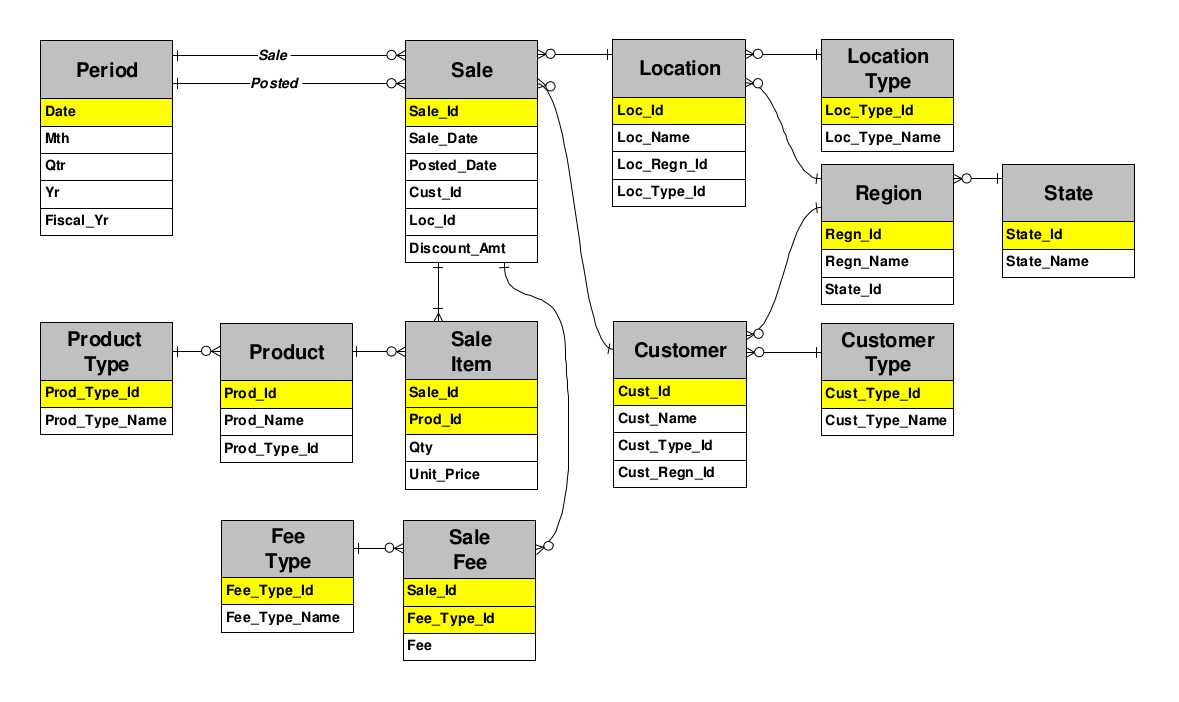 Period
Date
Mth
Qtr
Yr
Fiscal_Yr
Sale
Posted
Sale
Sale_Id
Sale_Date
Posted_Date
Cust_Id
Loc_Id
Discount_Amt
Location
Loc_Id
Loc_Name
Loc_Regn_Id
Loc_Type_Id
Location
Type
Loc_Type_Id
Loc_Type_Name
Region
Regn_Id
Regn_Name
State_Id
State
State_Id
State_Name
Product
Type
Prod_Type_Id
Prod_Type_Name
Product
Prod_Id
Prod_Name
Prod_Type_Id
Sale
Item
Sale_Id
Prod_Id
Qty
Unit_Price
Customer
Cust_Id
Cust_Name
Cust_Type_Id
Cust_Regn_Id
Customer
Type
Cust_Type_Id
Cust_Type_Name
Fee
Type
Fee_Type_Id
Fee_Type_Name
Sale
Fee
Sale_Id
Fee_Type_Id
Fee